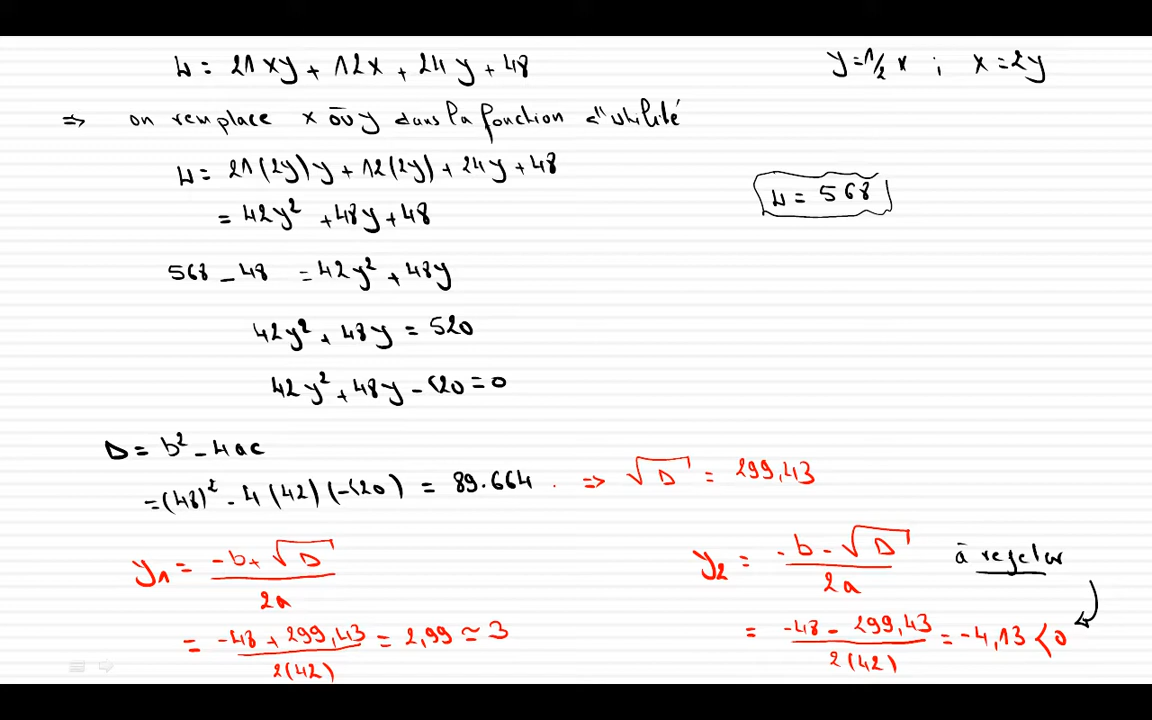 u = 21xy + 12x + 24y + 48
y = 1/2 x ; x = 2y
⇒ on remplace x ou y dans la fonction d'utilité
u = 21(2y)y + 12(2y) + 24y + 48
u = 568
= 42y² + 48y + 48
568 - 48 = 42y² + 48y
42y² + 48y = 520
42y² + 48y - 520 = 0
Δ = b² - 4ac
= (48)² - 4(42)(-520) = 89.664 . ⇒ √Δ = 299,43
y₁ = (-b + √Δ) / 2a
= (-48 + 299,43) / 2(42) = 2,99 ≃ 3
y₂ = (-b - √Δ) / 2a à rejeter
= (-48 - 299,43) / 2(42) = -4,13 < 0